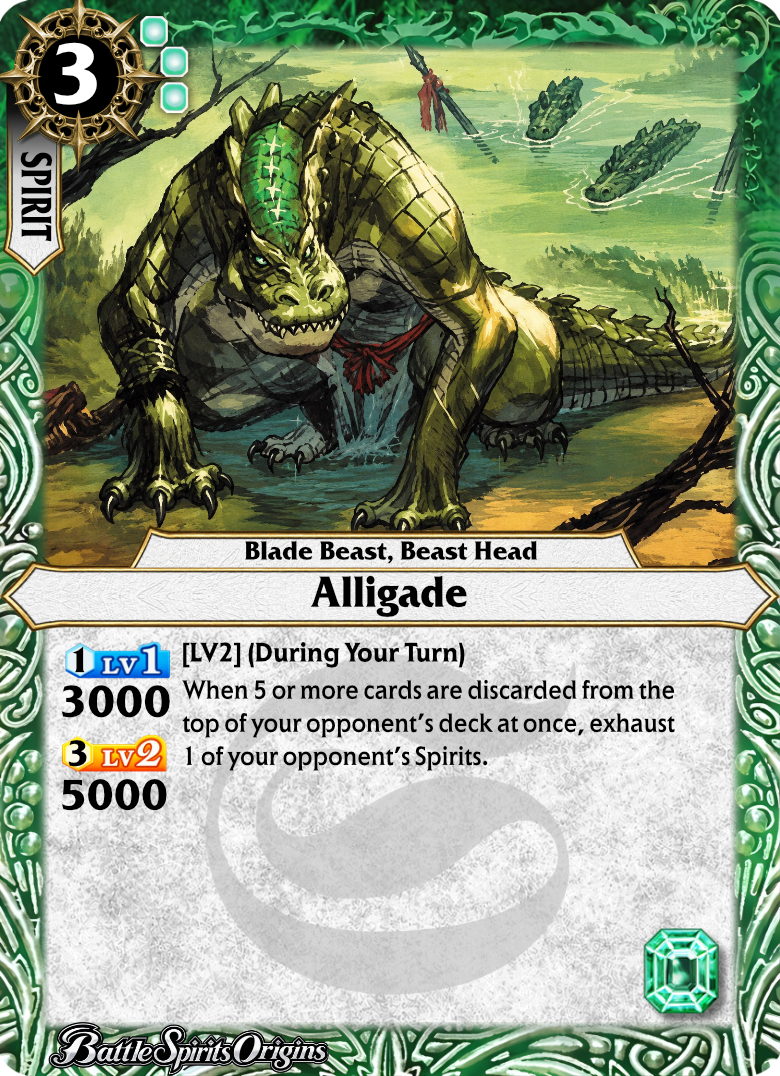 3
SPIRIT
Blade Beast, Beast Head
Alligade
1 LV1
3000
3 LV2
5000
[LV2] (During Your Turn)
When 5 or more cards are discarded from the
top of your opponent's deck at once, exhaust
1 of your opponent's Spirits.
Battle Spirits Origins